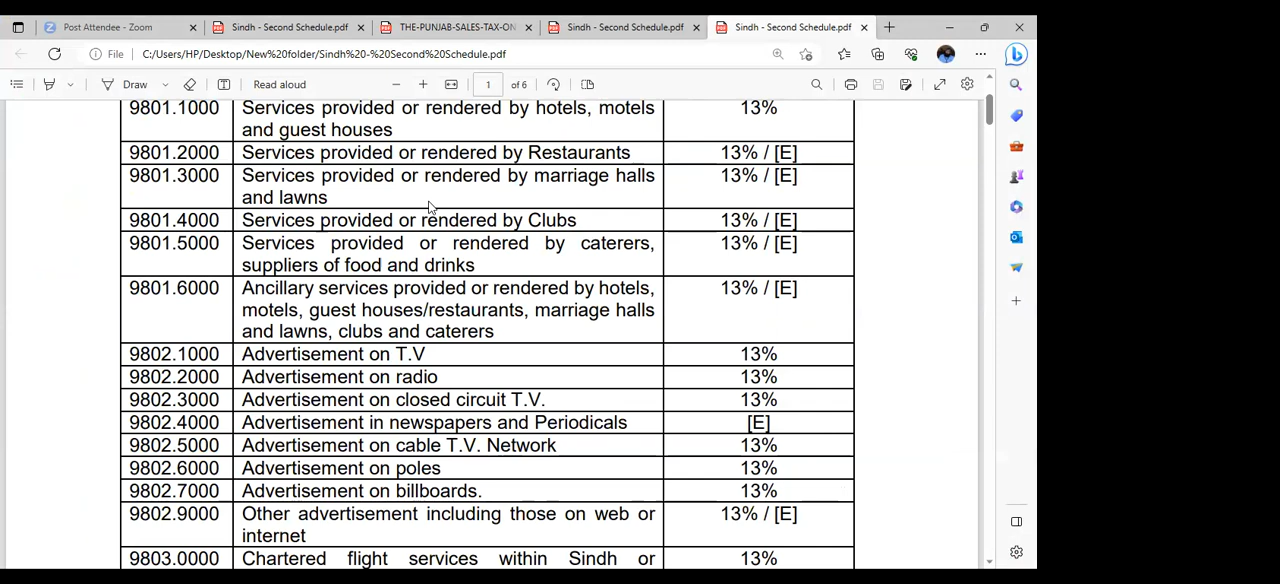 Post Attendee - Zoom
Sindh - Second Schedule.pdf
THE-PUNJAB-SALES-TAX-ON
Sindh - Second Schedule.pdf
Sindh - Second Schedule.pdf
File C:/Users/HP/Desktop/New%20folder/Sindh%20-%20Second%20Schedule.pdf
Draw Read aloud 1 of 6
9801.1000 Services provided or rendered by hotels, motels 13%
and guest houses
9801.2000 Services provided or rendered by Restaurants 13% / [E]
9801.3000 Services provided or rendered by marriage halls 13% / [E]
and lawns
9801.4000 Services provided or rendered by Clubs 13% / [E]
9801.5000 Services provided or rendered by caterers, 13% / [E]
suppliers of food and drinks
9801.6000 Ancillary services provided or rendered by hotels, 13% / [E]
motels, guest houses/restaurants, marriage halls
and lawns, clubs and caterers
9802.1000 Advertisement on T.V 13%
9802.2000 Advertisement on radio 13%
9802.3000 Advertisement on closed circuit T.V. 13%
9802.4000 Advertisement in newspapers and Periodicals [E]
9802.5000 Advertisement on cable T.V. Network 13%
9802.6000 Advertisement on poles 13%
9802.7000 Advertisement on billboards. 13%
9802.9000 Other advertisement including those on web or 13% / [E]
internet
9803.0000 Chartered flight services within Sindh or 13%